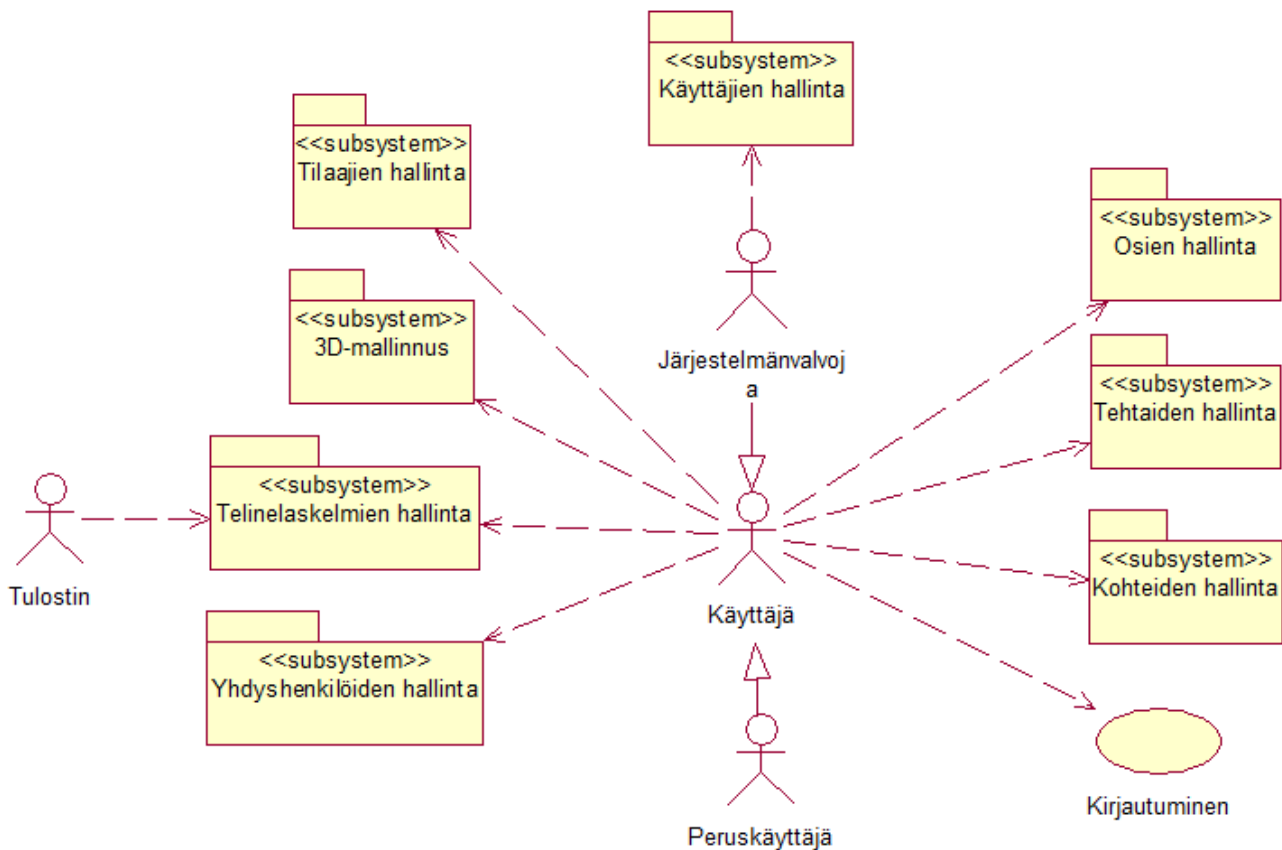 <<subsystem>>
Käyttäjien hallinta
<<subsystem>>
Tilaajien hallinta
<<subsystem>>
Osien hallinta
<<subsystem>>
3D-mallinnus
Järjestelmänvalvoj
a
<<subsystem>>
Tehtaiden hallinta
<<subsystem>>
Telinelaskelmien hallinta
Tulostin
<<subsystem>>
Kohteiden hallinta
Käyttäjä
<<subsystem>>
Yhdyshenkilöiden hallinta
Kirjautuminen
Peruskäyttäjä